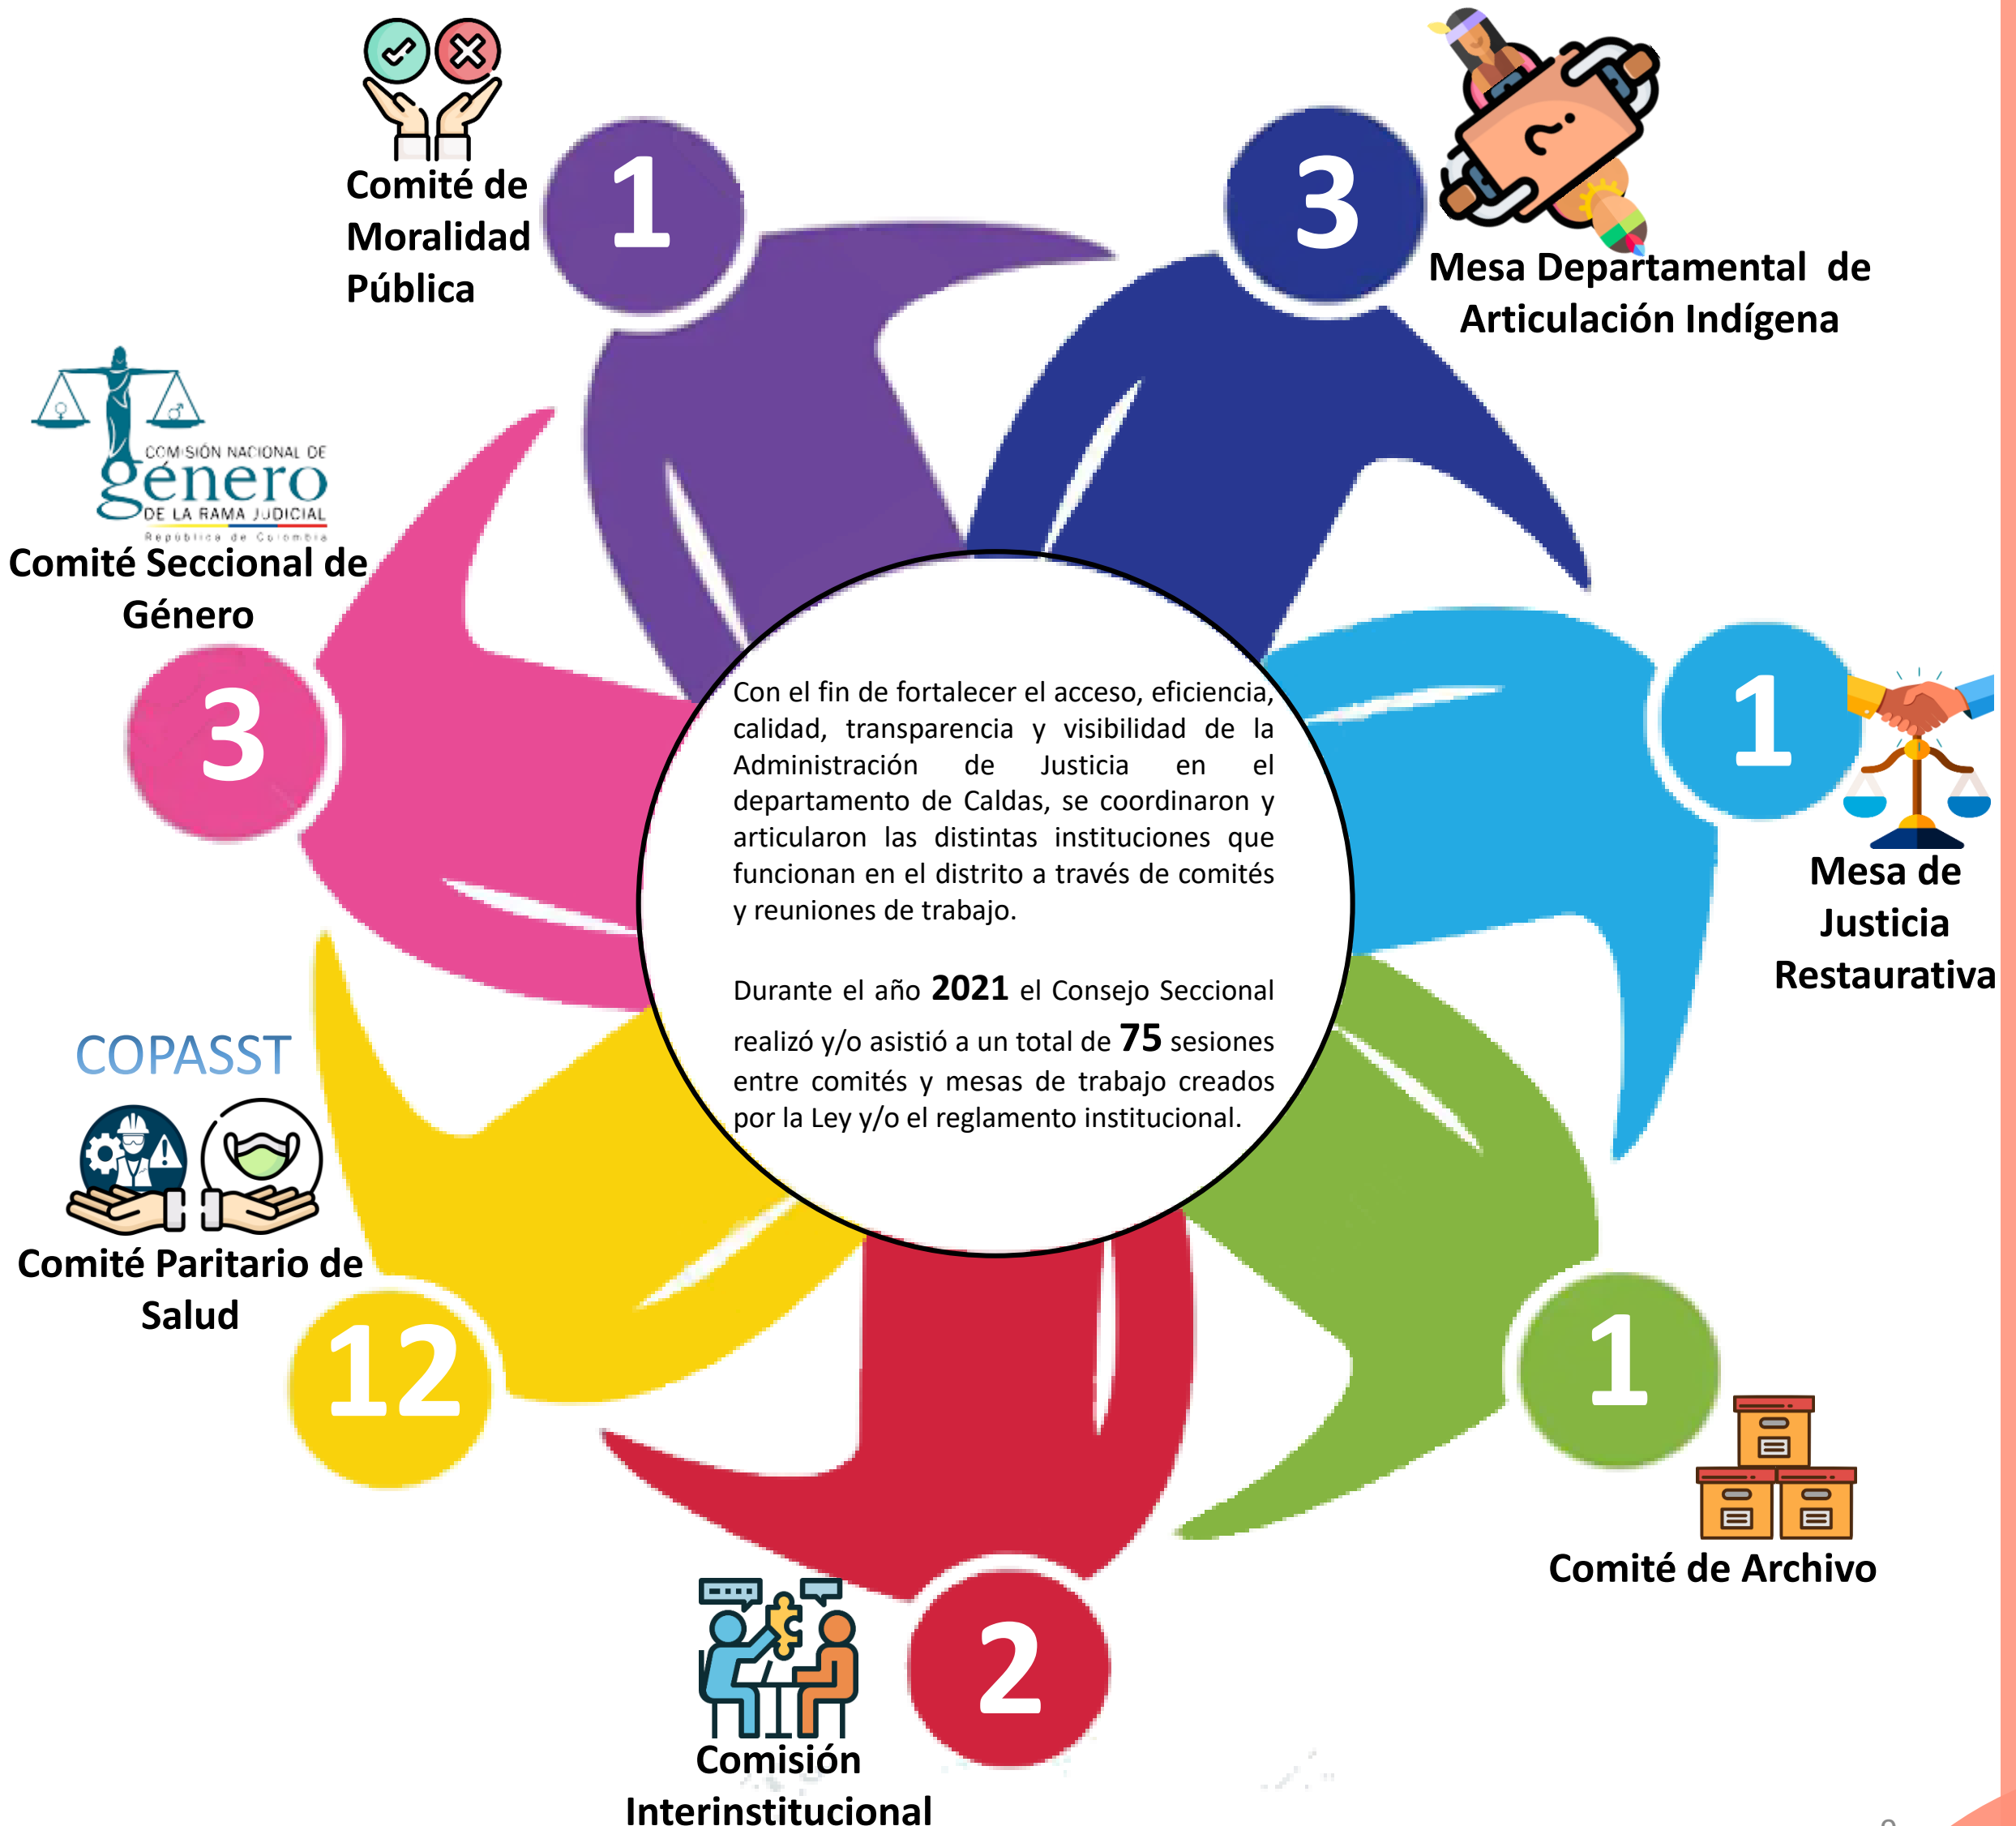 1
Comité de
Moralidad
Pública
3
Mesa Departamental de
Articulación Indígena
COMISIÓN NACIONAL DE
género
DE LA RAMA JUDICIAL
República de Colombia
Comité Seccional de
Género
3
1
Mesa de
Justicia
Restaurativa
Con el fin de fortalecer el acceso, eficiencia,
calidad, transparencia y visibilidad de la
Administración de Justicia en el
departamento de Caldas, se coordinaron y
articularon las distintas instituciones que
funcionan en el distrito a través de comités
y reuniones de trabajo.
Durante el año 2021 el Consejo Seccional
realizó y/o asistió a un total de 75 sesiones
entre comités y mesas de trabajo creados
por la Ley y/o el reglamento institucional.
COPASST
Comité Paritario de
Salud
12
1
Comité de Archivo
2
Comisión
Interinstitucional